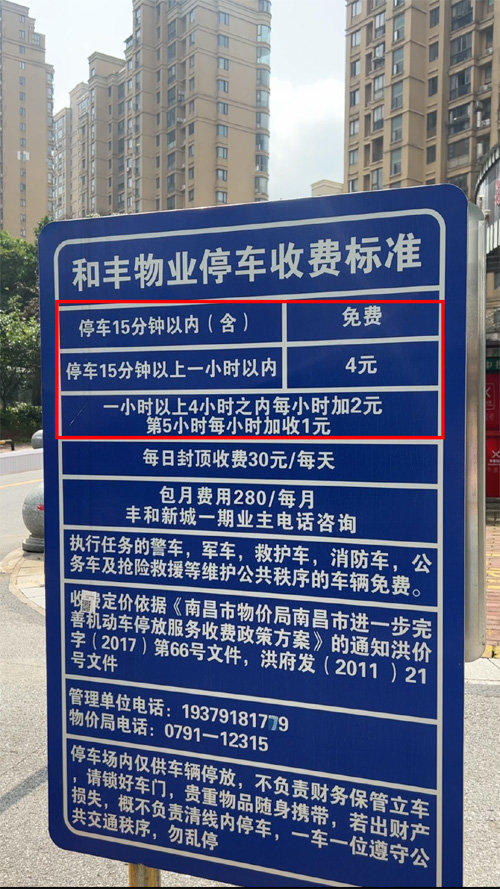 和丰物业停车收费标准
停车15分钟以内（含） 免费
停车15分钟以上一小时以内 4元
一小时以上4小时之内每小时加2元
第5小时每小时加收1元
每日封顶收费30元/每天
包月费用280/每月
丰和新城一期业主电话咨询
执行任务的警车，军车，救护车，消防车，公
务车及抢险救援等维护公共秩序的车辆免费。
收 定价依据《南昌市物价局南昌市进一步完
善机动车停放服务收费政策方案》的通知洪价
字（2017）第66号文件，洪府发（2011）21
号文件
管理单位电话：19379181779
物价局电话：0791—12315
停车场内仅供车辆停放，不负责财务保管立车
，请锁好车门，贵重物品随身携带，若出财产
损失，概不负责清线内停车，一车一位遵守公
共交通秩序，勿乱停